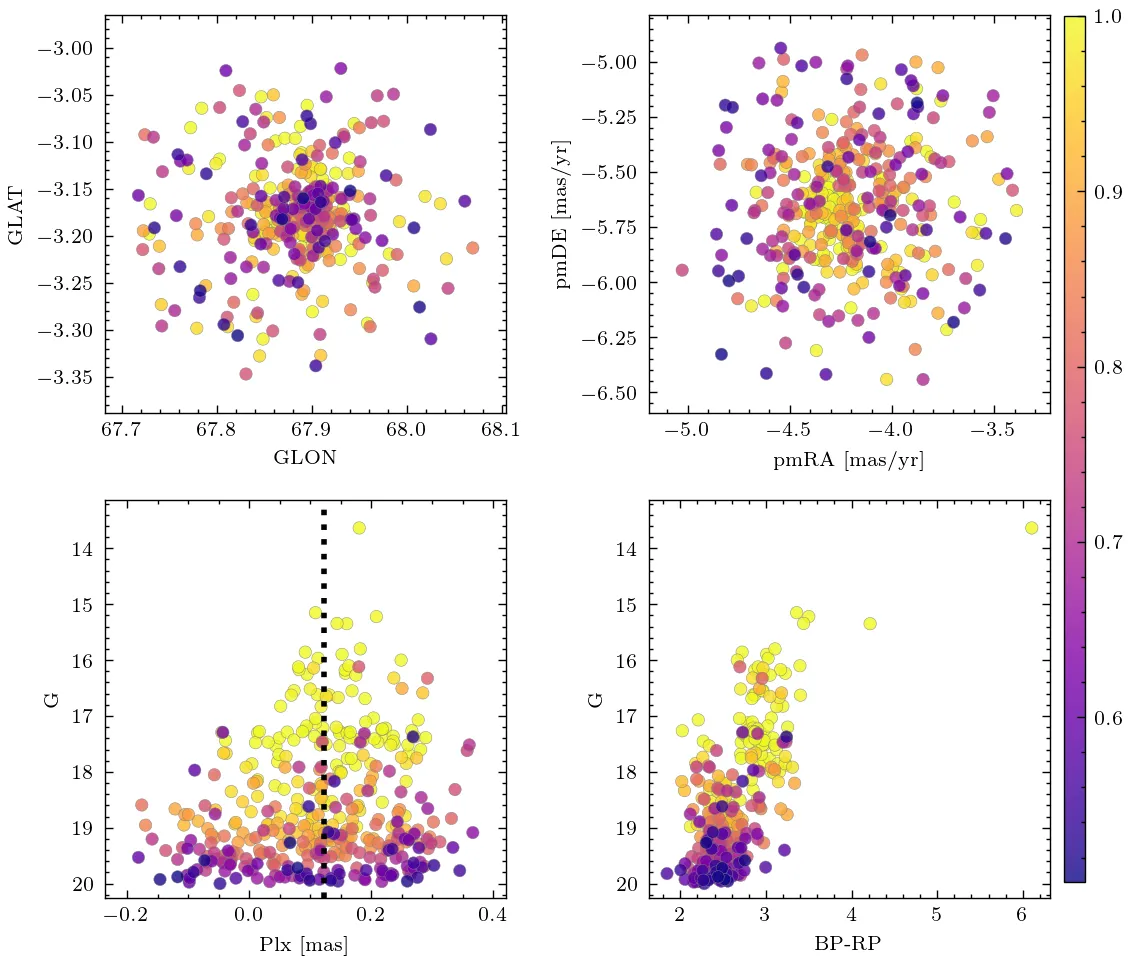 −3.00
−3.05
−3.10
−3.15
−3.20
−3.25
−3.30
−3.35
GLAT
67.7 67.8 67.9 68.0 68.1
GLON
−5.00
−5.25
−5.50
−5.75
−6.00
−6.25
−6.50
pmDE [mas/yr]
−5.0 −4.5 −4.0 −3.5
pmRA [mas/yr]
14
15
16
17
18
19
20
G
−0.2 0.0 0.2 0.4
Plx [mas]
14
15
16
17
18
19
20
G
2 3 4 5 6
BP-RP
1.0
0.9
0.8
0.7
0.6